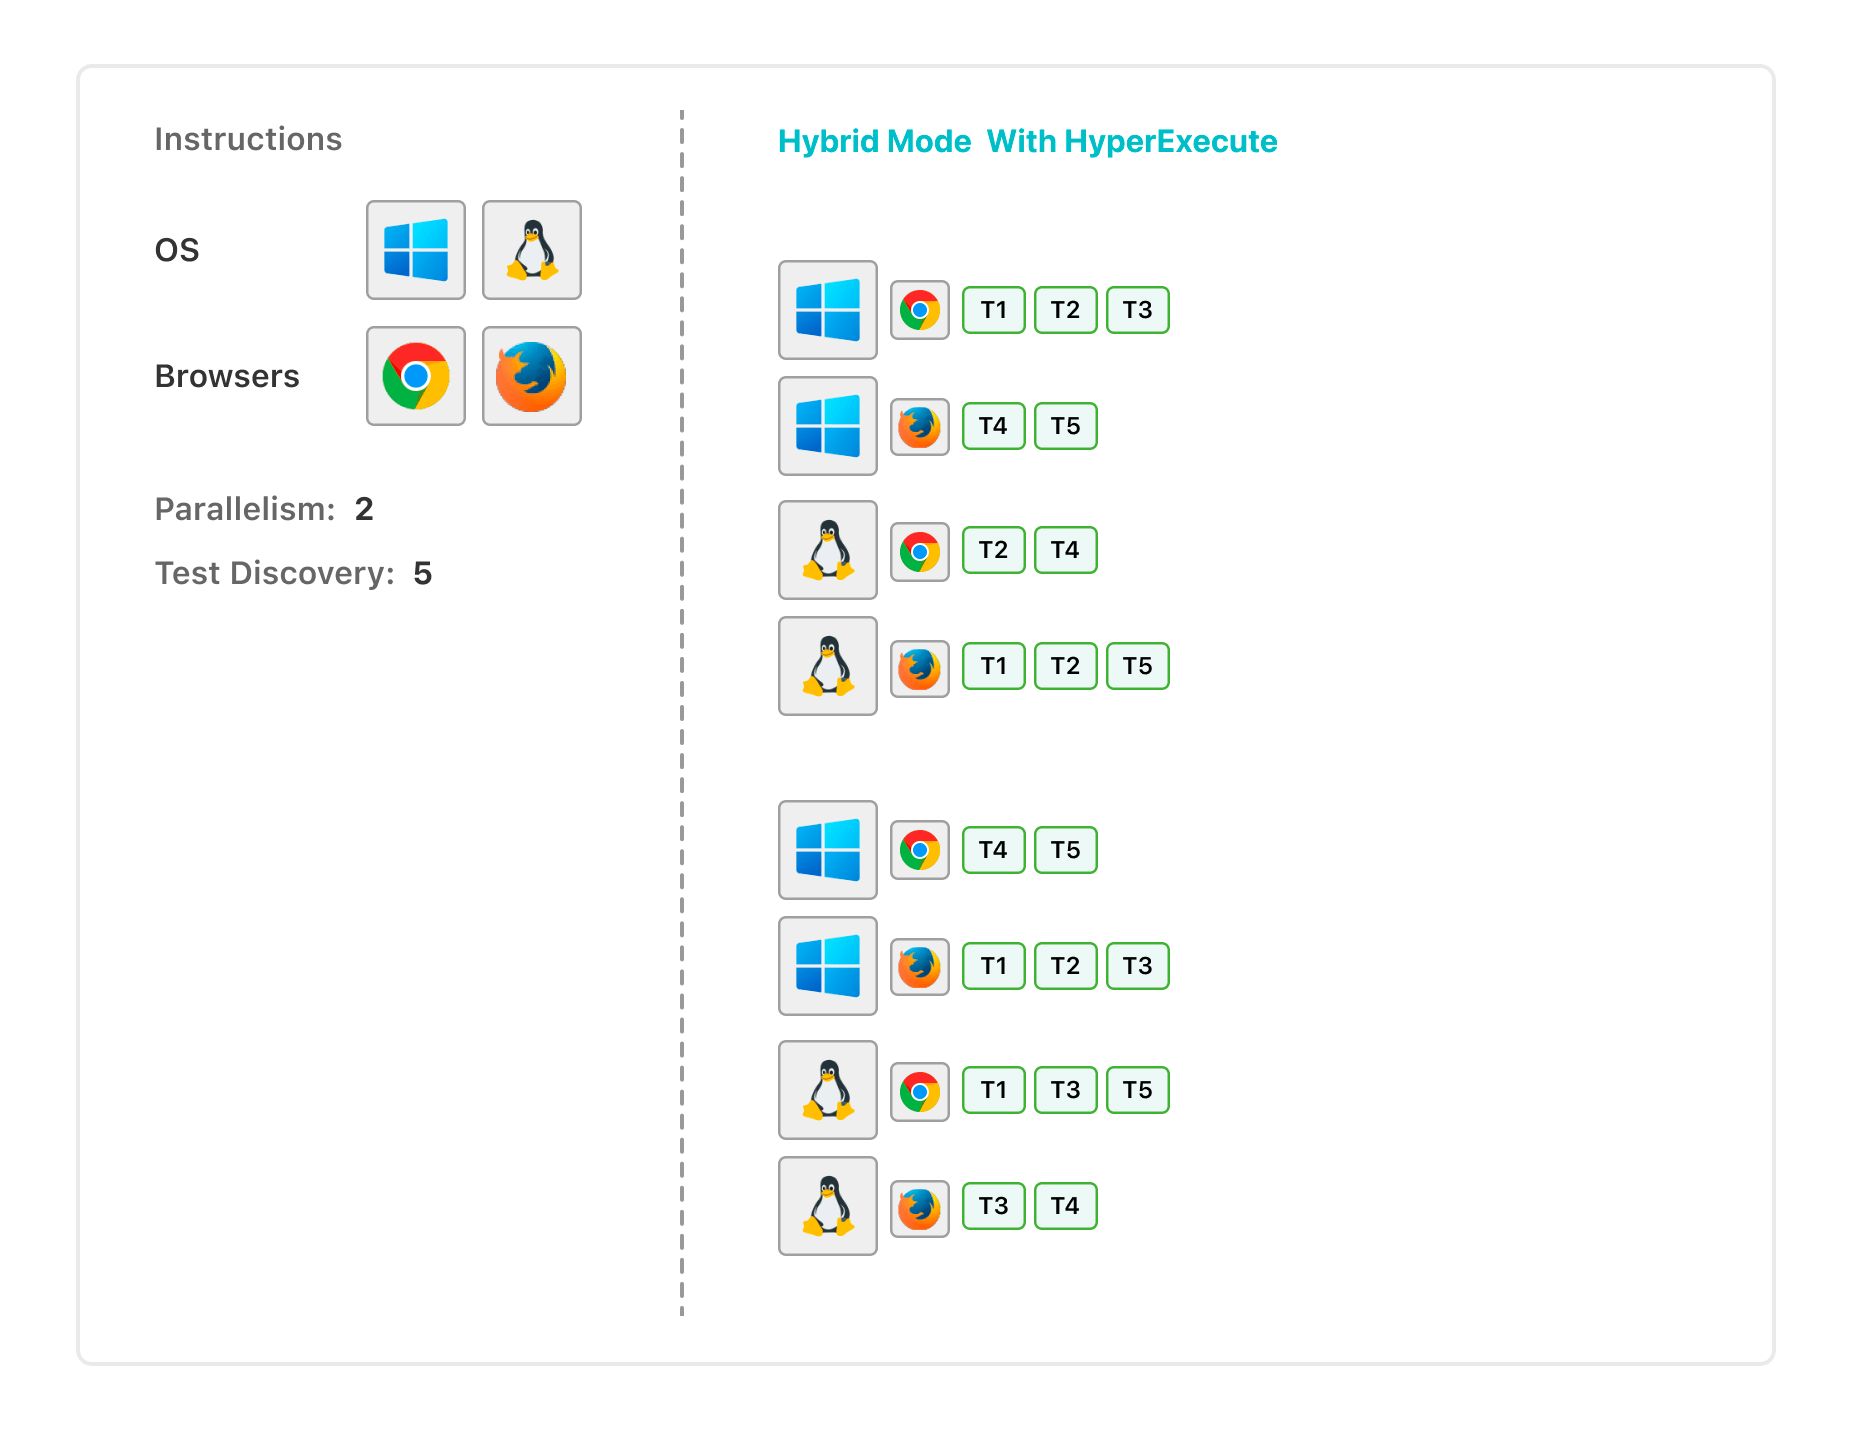 Instructions
OS
Browsers
Parallelism: 2
Test Discovery: 5
Hybrid Mode With HyperExecute
T1 T2 T3
T4 T5
T2 T4
T1 T2 T5
T4 T5
T1 T2 T3
T1 T3 T5
T3 T4